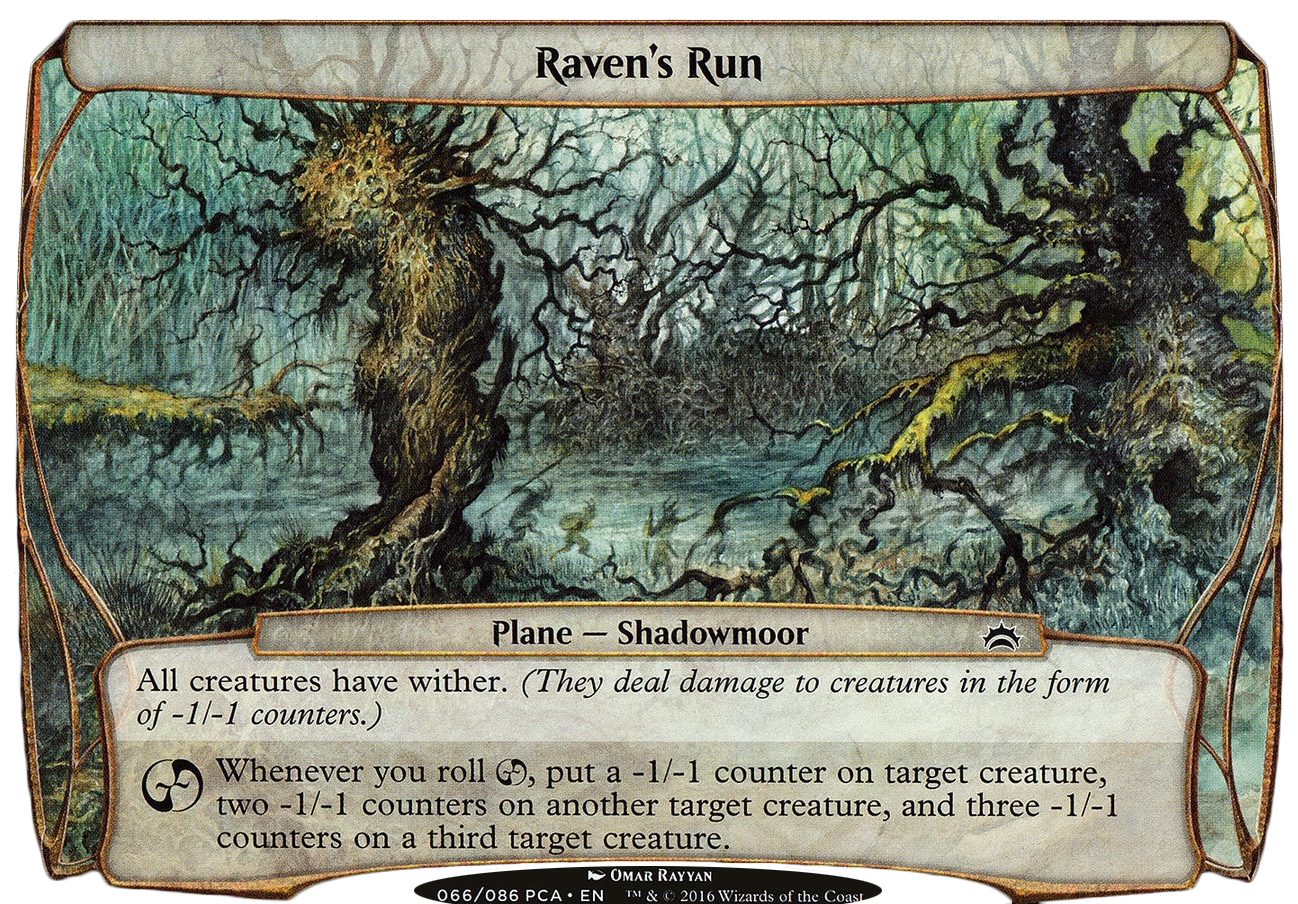 Raven's Run
Plane — Shadowmoor
All creatures have wither. (They deal damage to creatures in the form
of -1/-1 counters.)
Whenever you roll , put a -1/-1 counter on target creature,
two -1/-1 counters on another target creature, and three -1/-1
counters on a third target creature.
Omar Rayyan
066/086 PCA • EN ™ & © 2016 Wizards of the Coast